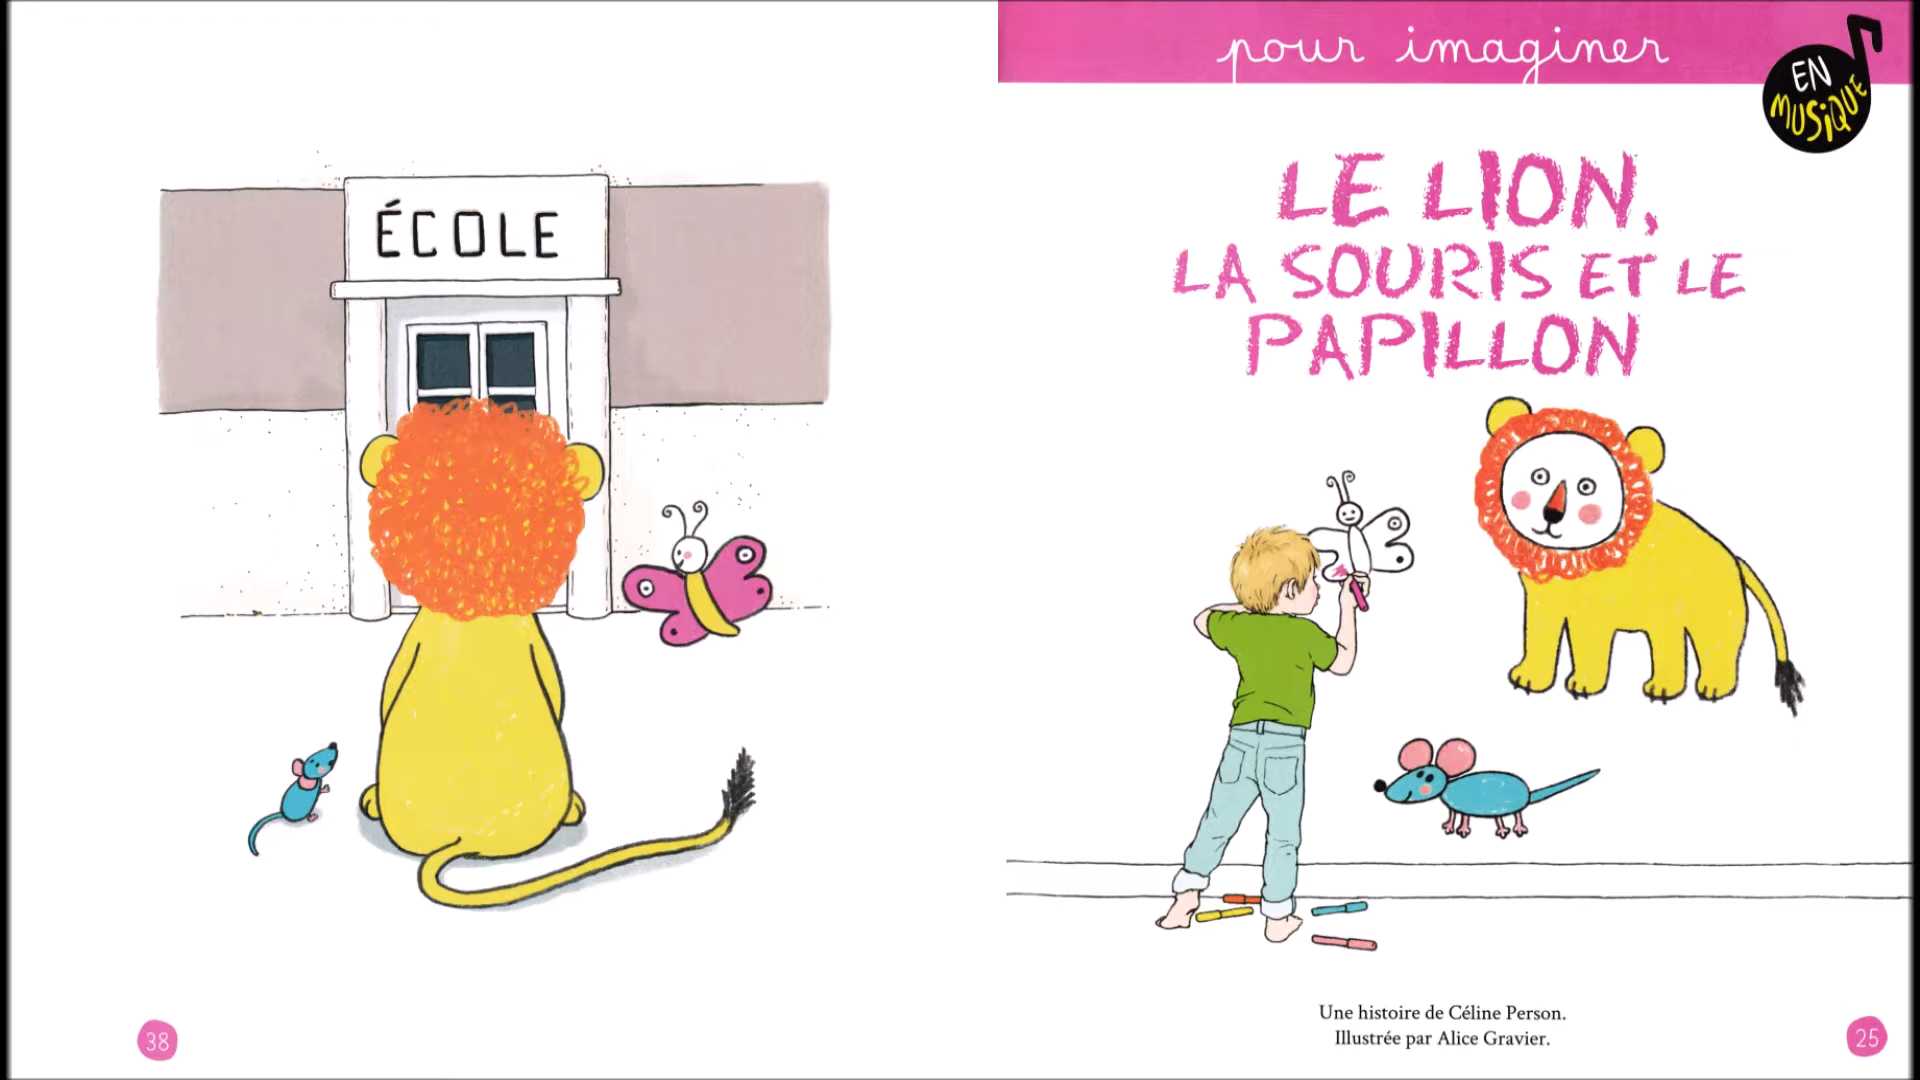 ÉCOLE
38
pour imaginer
EN
MUSiQUE
LE LION,
LA SOURIS ET LE
PAPILLON
Une histoire de Céline Person.
Illustrée par Alice Gravier.
25